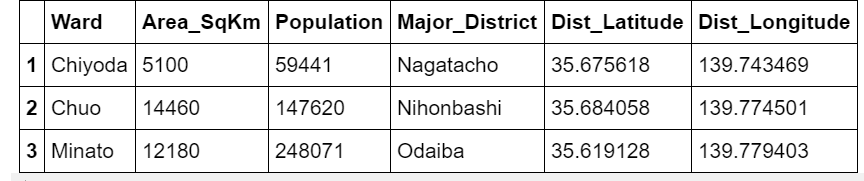 Ward Area_SqKm Population Major_District Dist_Latitude Dist_Longitude
1 Chiyoda 5100 59441 Nagatacho 35.675618 139.743469
2 Chuo 14460 147620 Nihonbashi 35.684058 139.774501
3 Minato 12180 248071 Odaiba 35.619128 139.779403